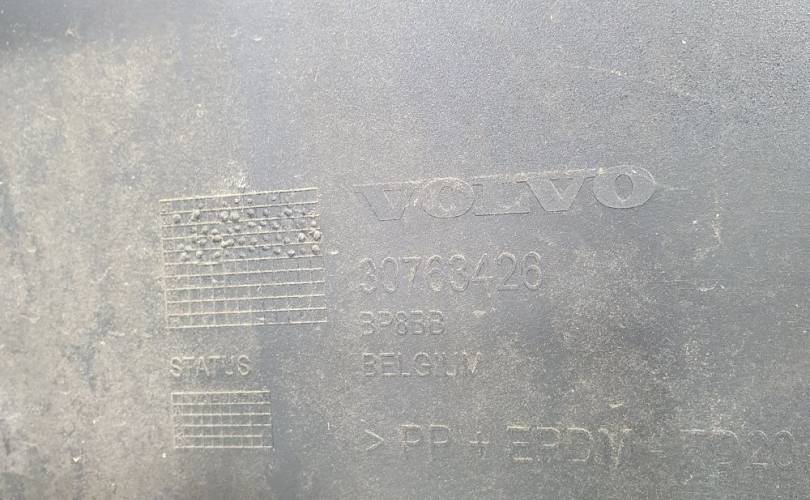 VOLVO
30763426
BP8BB
STATUS BELGIUM
> PP + EPDM - TD20